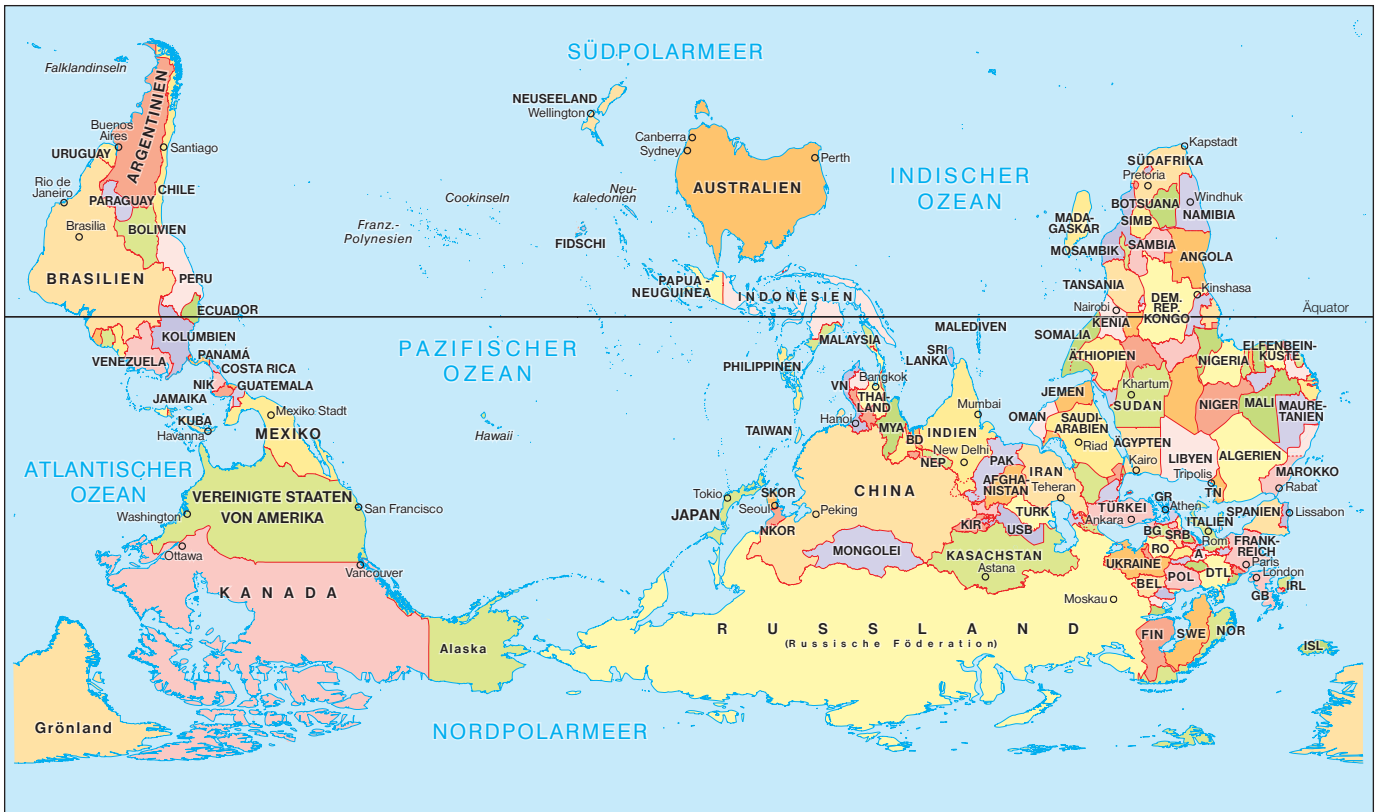 SÜDPOLARMEER
Falklandinseln
ARGENTINIEN
NEUSEELAND
Wellington
Buenos
Aires
Canberra
Sydney
Perth
Kapstadt
URUGUAY
Santiago
SÜDAFRIKA
Pretoria
INDISCHER
OZEAN
Rio de
Janeiro
CHILE
PARAGUAY
Cookinseln
Neu-
kaledonien
AUSTRALIEN
BOTSUANA
Windhuk
NAMIBIA
SIMB
MADA-
GASKAR
Brasilia
BOLIVIEN
Franz.-
Polynesien
FIDSCHI
MOSAMBIK
SAMBIA
ANGOLA
BRASILIEN
PERU
PAPUA -
NEUGUINEA
INDONESIEN
TANSANIA
DEM.
REP.
KONGO
Kinshasa
ECUADOR
Nairobi
KENIA
Äquator
KOLUMBIEN
PAZIFISCHER
OZEAN
MALAYSIA
MALEDIVEN
SOMALIA
VENEZUELA
PANAMÁ
COSTA RICA
PHILIPPINEN
SRI
LANKA
ÄTHIOPIEN
NIGERIA
ELFENBEIN-
KÜSTE
NIK
GUATEMALA
JAMAIKA
VN
Bangkok
THAI-
LAND
JEMEN
Khartum
SUDAN
NIGER
MALI
MAURE-
TANIEN
Mexiko Stadt
KUBA
Havanna
MEXIKO
Hawaii
TAIWAN
Hanoi
MYA
BD
Mumbai
INDIEN
OMAN
SAUDI-
ARABIEN
Riad
New Delhi
NEP
PAK
IRAN
ÄGYPTEN
Kairo
LIBYEN
ALGERIEN
ATLANTISCHER
OZEAN
AFGHA-
NISTAN
Teheran
Tripolis
MAROKKO
Rabat
VEREINIGTE STAATEN
VON AMERIKA
San Francisco
Washington
Tokio
JAPAN
SKOR
Seoul
NKOR
CHINA
Peking
TURK
TÜRKEI
Ankara
GR
Athen
TN
SPANIEN
Lissabon
KIR
USB
BG
SRB
ITALIEN
Rom
FRANK-
REICH
Paris
Ottawa
Vancouver
MONGOLEI
KASACHSTAN
Astana
UKRAINE
RO
A
BEL
POL
DTL
London
GB
IRL
KANADA
Moskau
RUSSLAND
(Russische Föderation)
FIN
SWE
NOR
ISL
Alaska
Grönland
NORDPOLARMEER